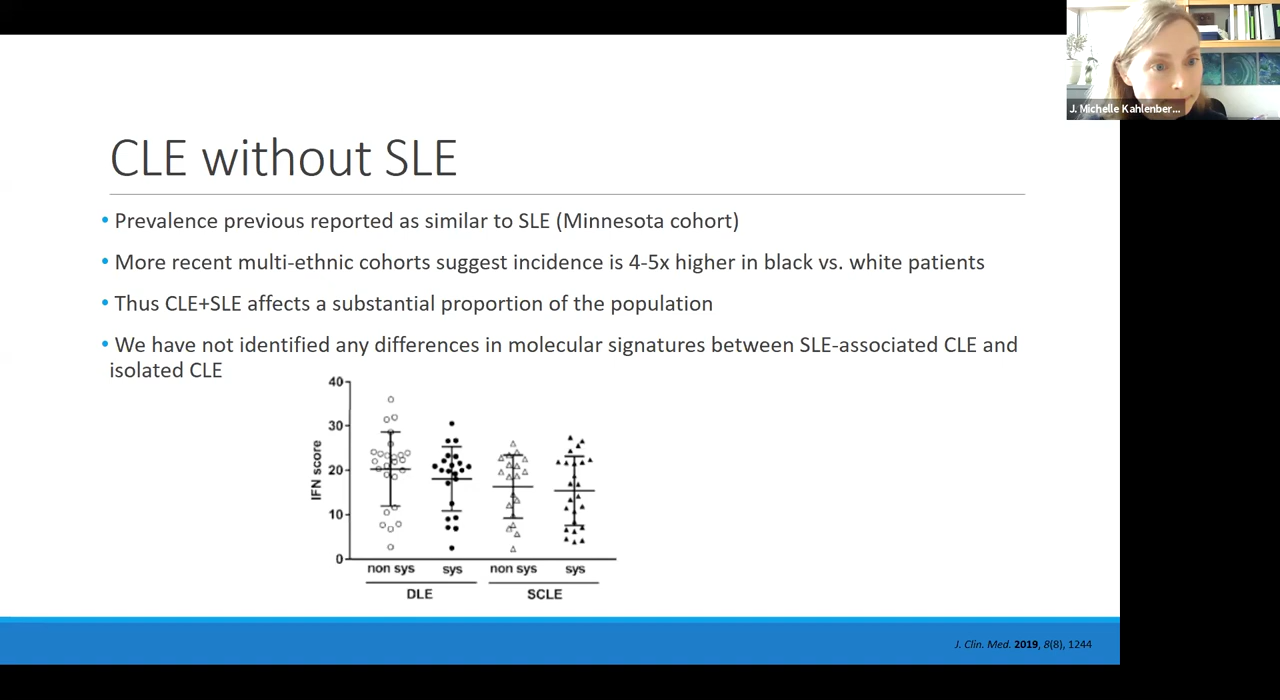 J. Michelle Kahlenber...
CLE without SLE
• Prevalence previous reported as similar to SLE (Minnesota cohort)
• More recent multi-ethnic cohorts suggest incidence is 4-5x higher in black vs. white patients
• Thus CLE+SLE affects a substantial proportion of the population
• We have not identified any differences in molecular signatures between SLE-associated CLE and
isolated CLE
40
30
20
10
0
IFN score
non sys sys non sys sys
DLE SCLE
J. Clin. Med. 2019, 8(8), 1244